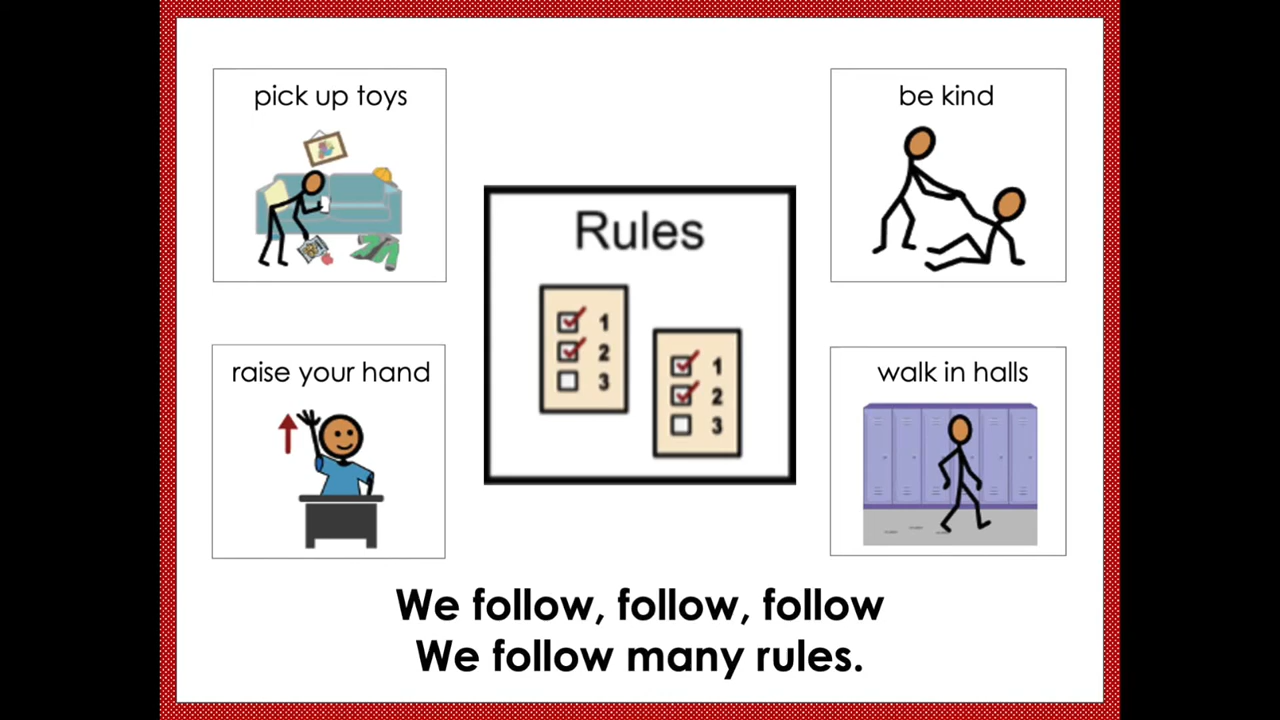 pick up toys
be kind
Rules
1
2
3
1
2
3
raise your hand
walk in halls
We follow, follow, follow
We follow many rules.